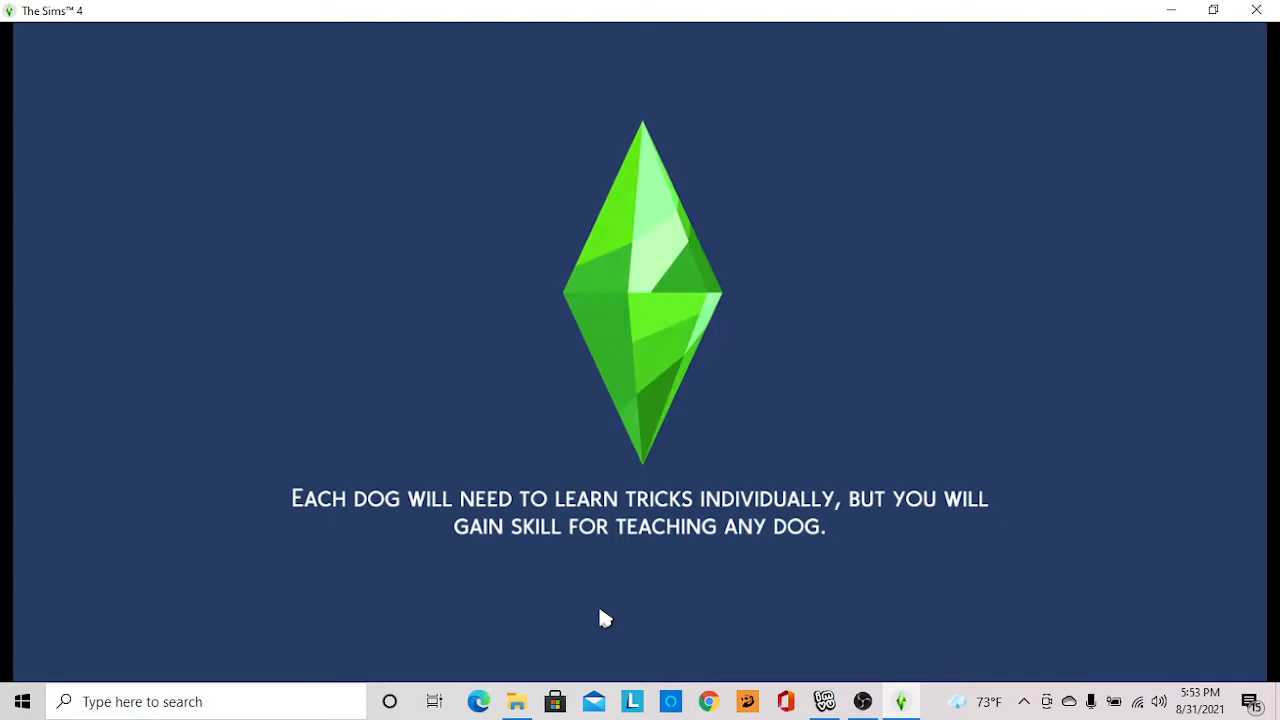 The Sims™ 4
EACH DOG WILL NEED TO LEARN TRICKS INDIVIDUALLY, BUT YOU WILL
GAIN SKILL FOR TEACHING ANY DOG.
Type here to search
L
73°F
5:53 PM
8/31/2021
15